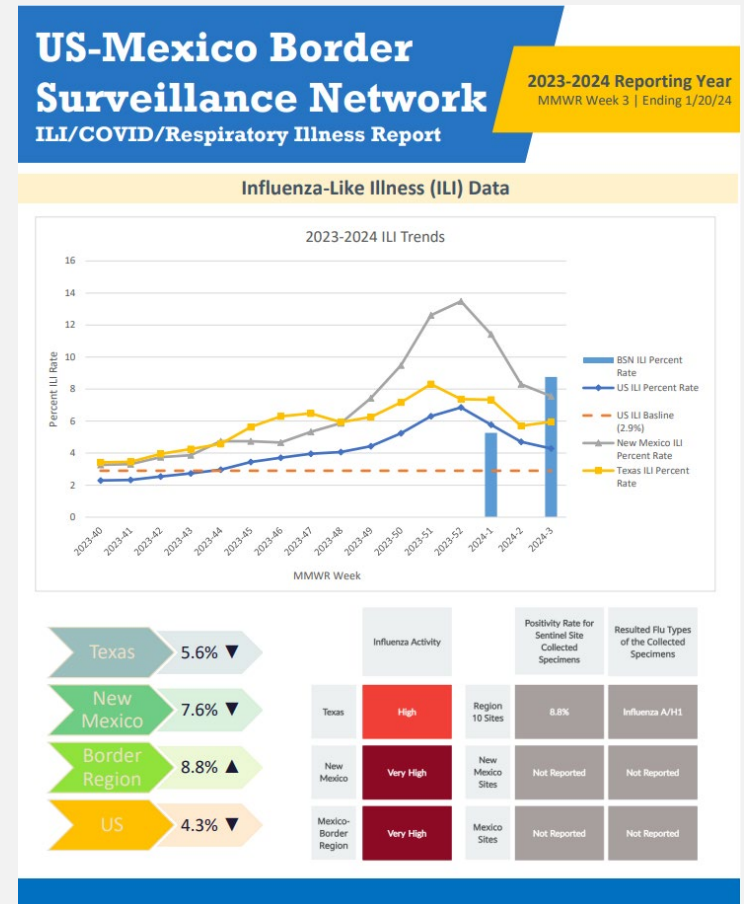 US-Mexico Border
Surveillance Network
ILI/COVID/Respiratory Illness Report
2023-2024 Reporting Year
MMWR Week 3 | Ending 1/20/24
Influenza-Like Illness (ILI) Data
2023-2024 ILI Trends
16
14
12
10
8
6
4
2
0
Percent ILI Rate
2023-40
2023-41
2023-42
2023-43
2023-44
2023-45
2023-46
2023-47
2023-48
2023-49
2023-50
2023-51
2023-52
2024-1
2024-2
2024-3
MMWR Week
BSN ILI Percent
Rate
US ILI Percent Rate
US ILI Basline
(2.9%)
New Mexico ILI
Percent Rate
Texas ILI Percent
Rate
Texas
5.6% ▼
New
Mexico
7.6% ▼
Border
Region
8.8% ▲
US
4.3% ▼
Influenza Activity
Texas
High
New
Mexico
Very High
Mexico-
Border
Region
Very High
Positivity Rate for
Sentinel Site
Collected
Specimens
Resulted Flu Types
of the Collected
Specimens
Region
10 Sites
8.8%
Influenza A/H1
New
Mexico
Sites
Not Reported
Not Reported
Mexico
Sites
Not Reported
Not Reported